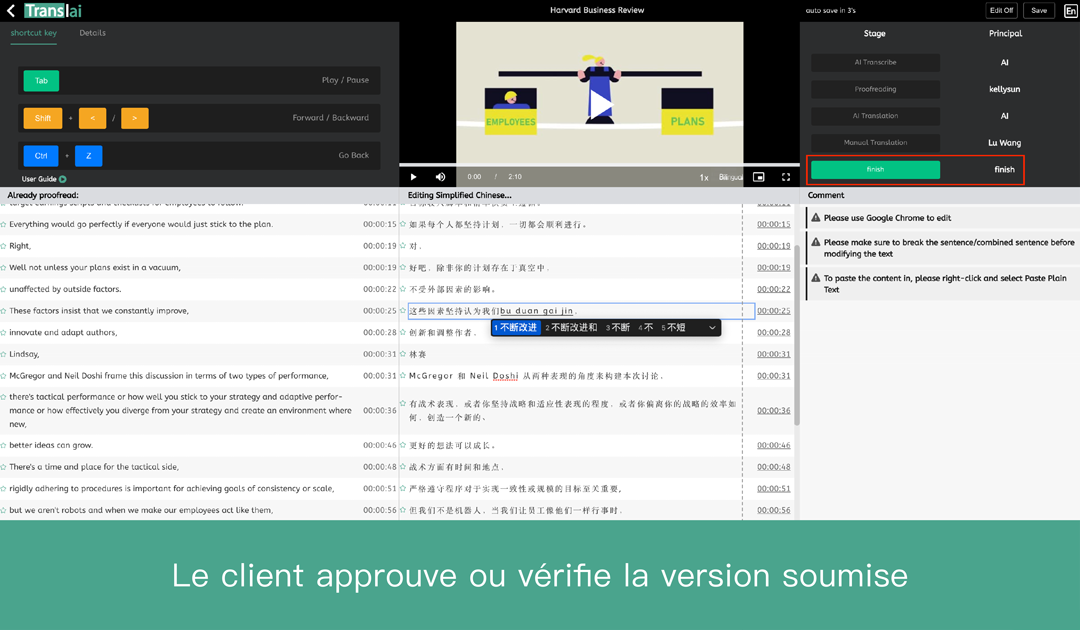 Translai
Harvard Business Review
auto save in 3's
Edit Off
Save
En
shortcut key
Details
Tab
Play / Pause
Shift + < / >
Forward / Backward
Ctrl + Z
Go Back
User Guide
EMPLOYEES
PLANS
0:00 / 2:10
1x
Bilingual
Stage
Principal
AI Transcribe
AI
Proofreading
kellysun
AI Translation
AI
Manual Translation
Lu Wang
finish
finish
Already proofread:
Everything would go perfectly if everyone would just stick to the plan. 00:00:15
Right, 00:00:19
Well not unless your plans exist in a vacuum, 00:00:19
unaffected by outside factors. 00:00:22
These factors insist that we constantly improve, 00:00:25
innovate and adapt authors, 00:00:28
Lindsay, 00:00:31
McGregor and Neil Doshi frame this discussion in terms of two types of performance, 00:00:31
there's tactical performance or how well you stick to your strategy and adaptive perfor-
mance or how effectively you diverge from your strategy and create an environment where 00:00:36
new,
better ideas can grow. 00:00:46
There's a time and place for the tactical side, 00:00:48
rigidly adhering to procedures is important for achieving goals of consistency or scale, 00:00:51
but we aren't robots and when we make our employees act like them, 00:00:56
Editing Simplified Chinese...
如果每个人都坚持计划，一切都会顺利进行。 00:00:15
对， 00:00:19
好吧，除非你的计划存在于真空中， 00:00:19
不受外部因素的影响。 00:00:22
这些因素坚持认为我们bu duan gai jin， 00:00:25
1 不断改进 2 不断改进和 3 不断 4 不 5 不短
创新和调整作者， 00:00:28
林赛 00:00:31
McGregor 和 Neil Doshi 从两种表现的角度来构建本次讨论， 00:00:31
有战术表现，或者你坚持战略和适应性表现的程度，或者你偏离你的战略的效率如
何，创造一个新的， 00:00:36
更好的想法可以成长。 00:00:46
战术方面有时间和地点， 00:00:48
严格遵守程序对于实现一致性或规模的目标至关重要， 00:00:51
但我们不是机器人，当我们让员工像他们一样行事时， 00:00:56
Comment
Please use Google Chrome to edit
Please make sure to break the sentence/combined sentence before
modifying the text
To paste the content in, please right-click and select Paste Plain
Text
Le client approuve ou vérifie la version soumise